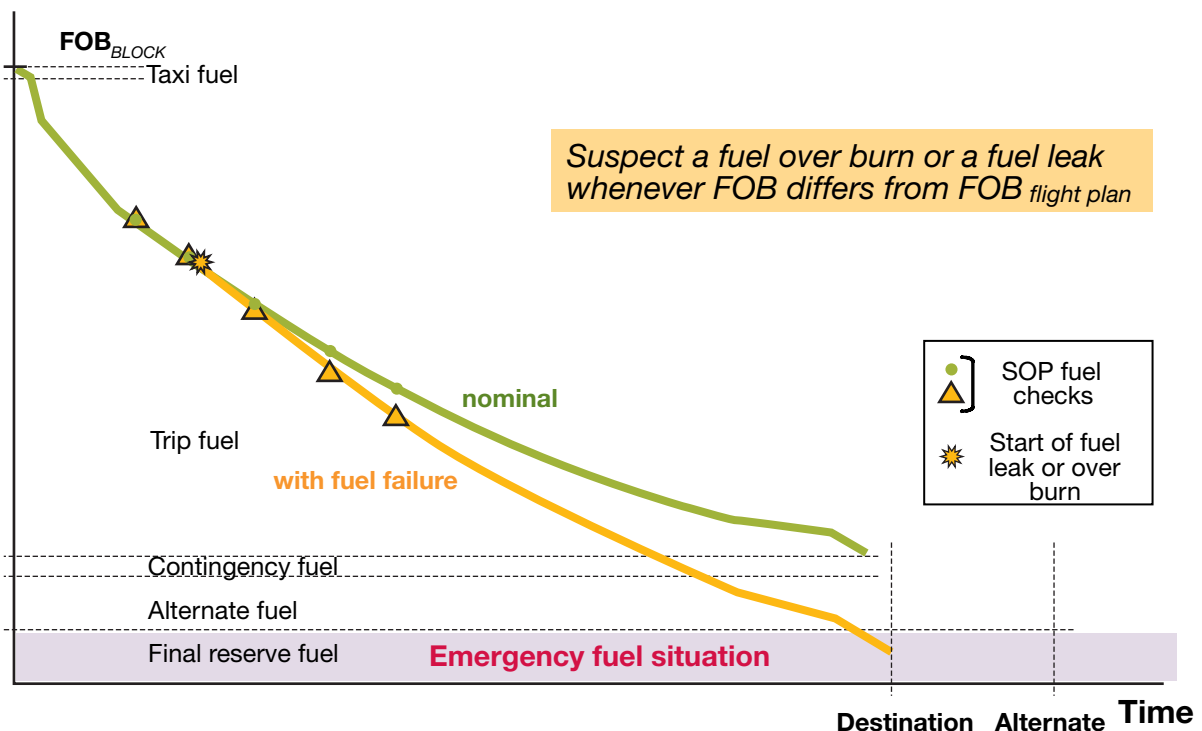 FOB BLOCK
Taxi fuel
Suspect a fuel over burn or a fuel leak
whenever FOB differs from FOB flight plan
SOP fuel
checks
Start of fuel
leak or over
burn
nominal
Trip fuel
with fuel failure
Contingency fuel
Alternate fuel
Final reserve fuel
Emergency fuel situation
Destination
Alternate
Time